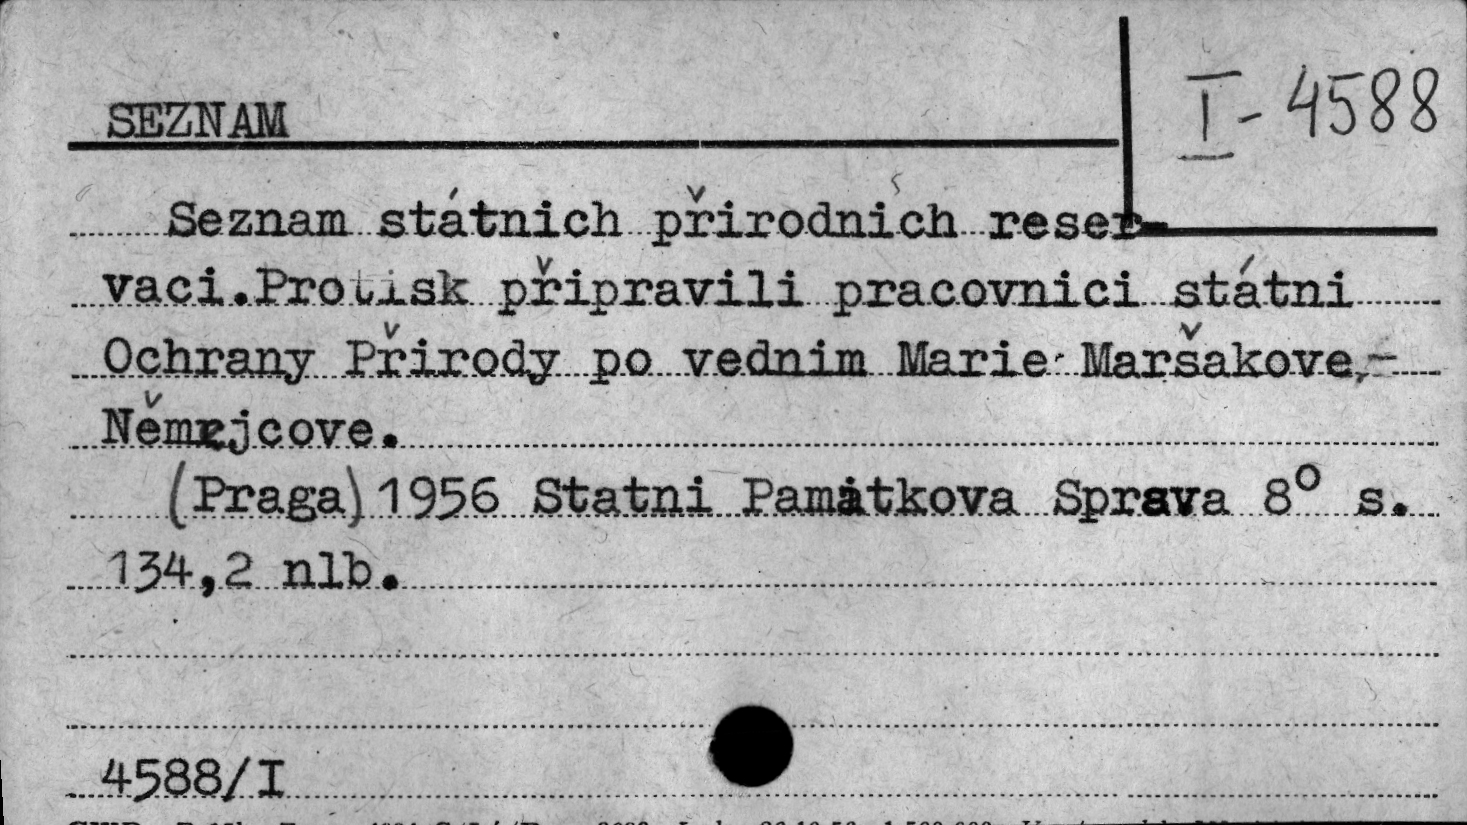 SEZNAM
I-4588
Seznam státnich přirodnich reser-
vaci.Protisk připravili pracovnici státni
Ochrany Přirody po vednim Marie Maršakove,-
Němejcove.
(Praga)1956 Statni Památkova Sprava 8° s.
134,2 nlb.
4588/I